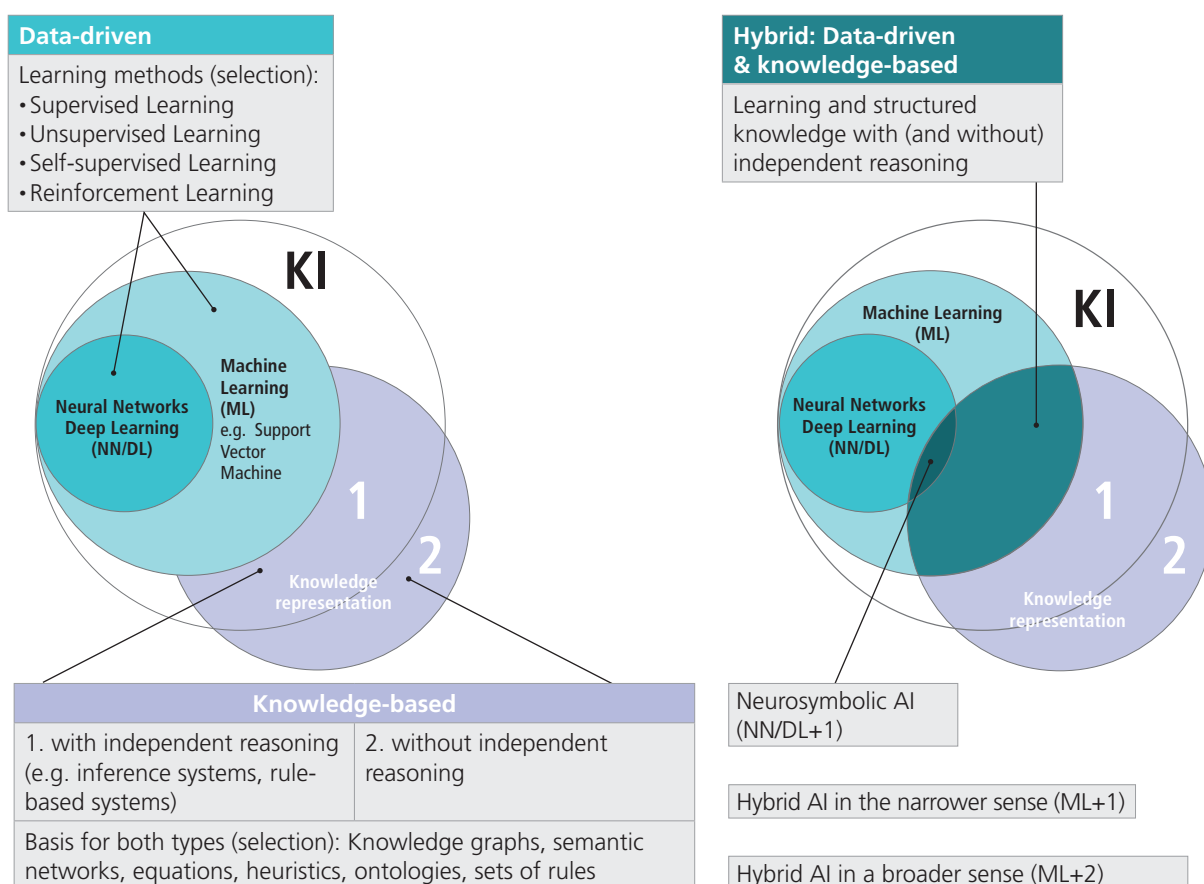 Data-driven
Learning methods (selection):
• Supervised Learning
• Unsupervised Learning
• Self-supervised Learning
• Reinforcement Learning
KI
Machine
Learning
(ML)
e.g. Support
Vector
Machine
Neural Networks
Deep Learning
(NN/DL)
1
2
Knowledge
representation
Knowledge-based
1. with independent reasoning
(e.g. inference systems, rule-
based systems)
2. without independent
reasoning
Basis for both types (selection): Knowledge graphs, semantic
networks, equations, heuristics, ontologies, sets of rules
Hybrid: Data-driven
& knowledge-based
Learning and structured
knowledge with (and without)
independent reasoning
KI
Machine Learning
(ML)
Neural Networks
Deep Learning
(NN/DL)
1
2
Knowledge
representation
Neurosymbolic AI
(NN/DL+1)
Hybrid AI in the narrower sense (ML+1)
Hybrid AI in a broader sense (ML+2)